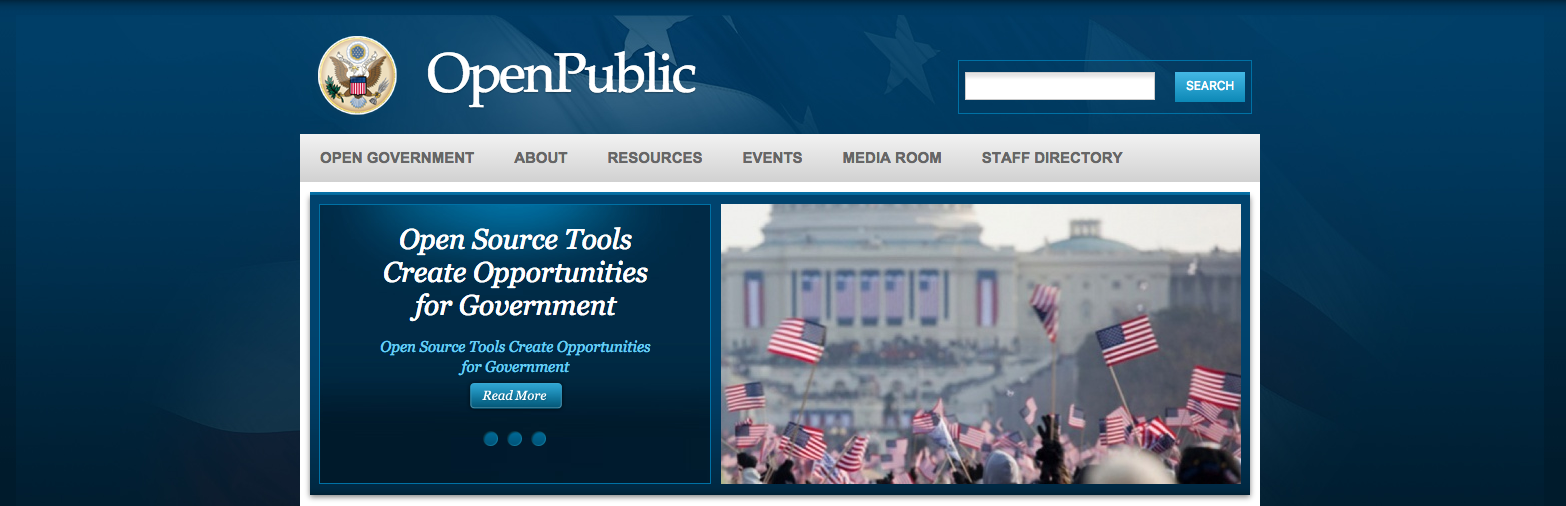 OpenPublic
SEARCH
OPEN GOVERNMENT ABOUT RESOURCES EVENTS MEDIA ROOM STAFF DIRECTORY
Open Source Tools
Create Opportunities
for Government
Open Source Tools Create Opportunities
for Government
Read More